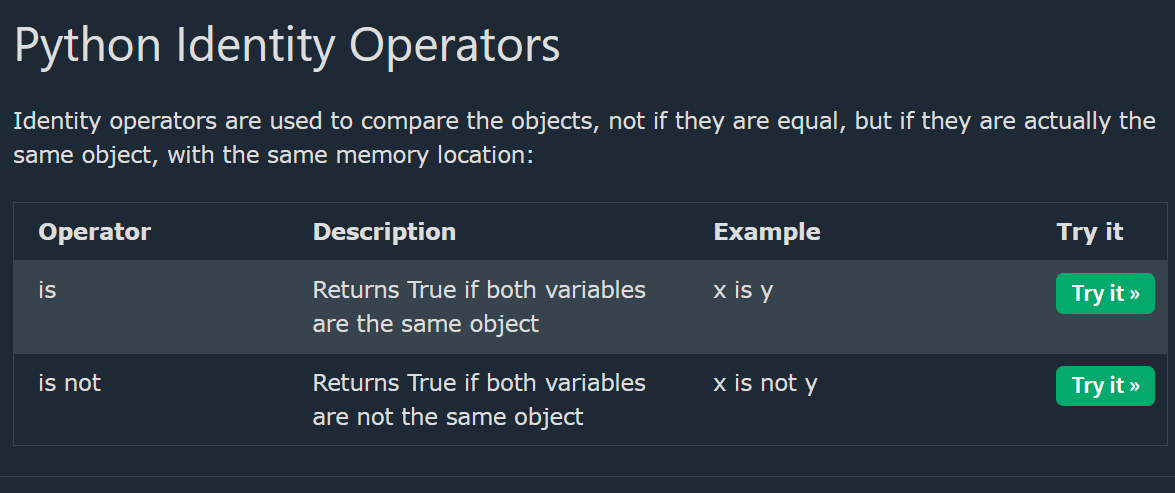 Python Identity Operators
Identity operators are used to compare the objects, not if they are equal, but if they are actually the
same object, with the same memory location:
Operator Description Example Try it
is Returns True if both variables x is y Try it »
are the same object
is not Returns True if both variables x is not y Try it »
are not the same object